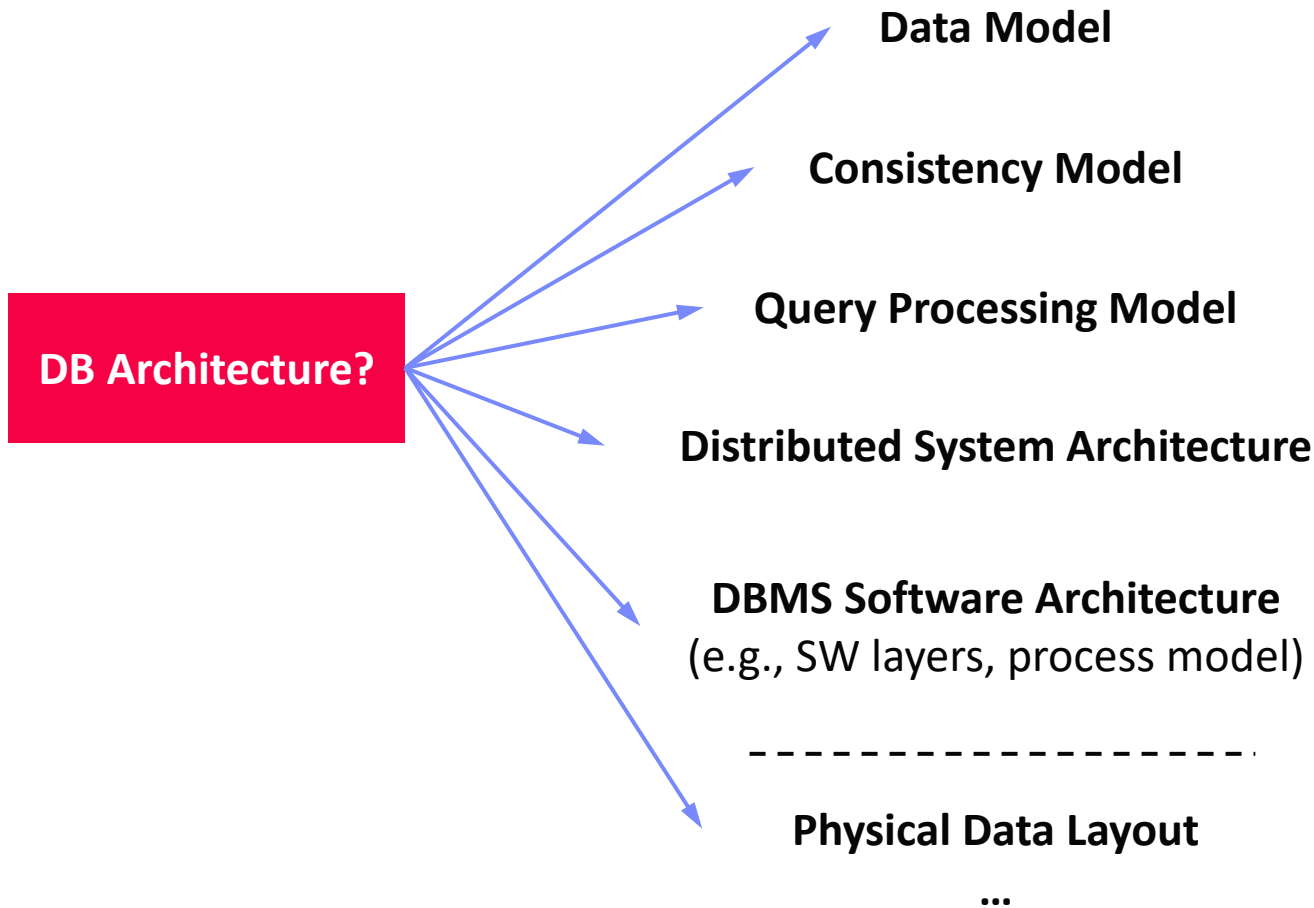 Data Model
Consistency Model
Query Processing Model
DB Architecture?
Distributed System Architecture
DBMS Software Architecture
(e.g., SW layers, process model)
Physical Data Layout
...